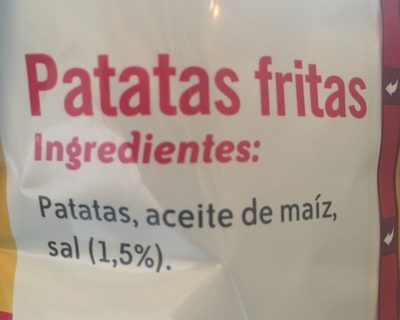 Patatas fritas
Ingredientes:
Patatas, aceite de maíz,
sal (1,5%).